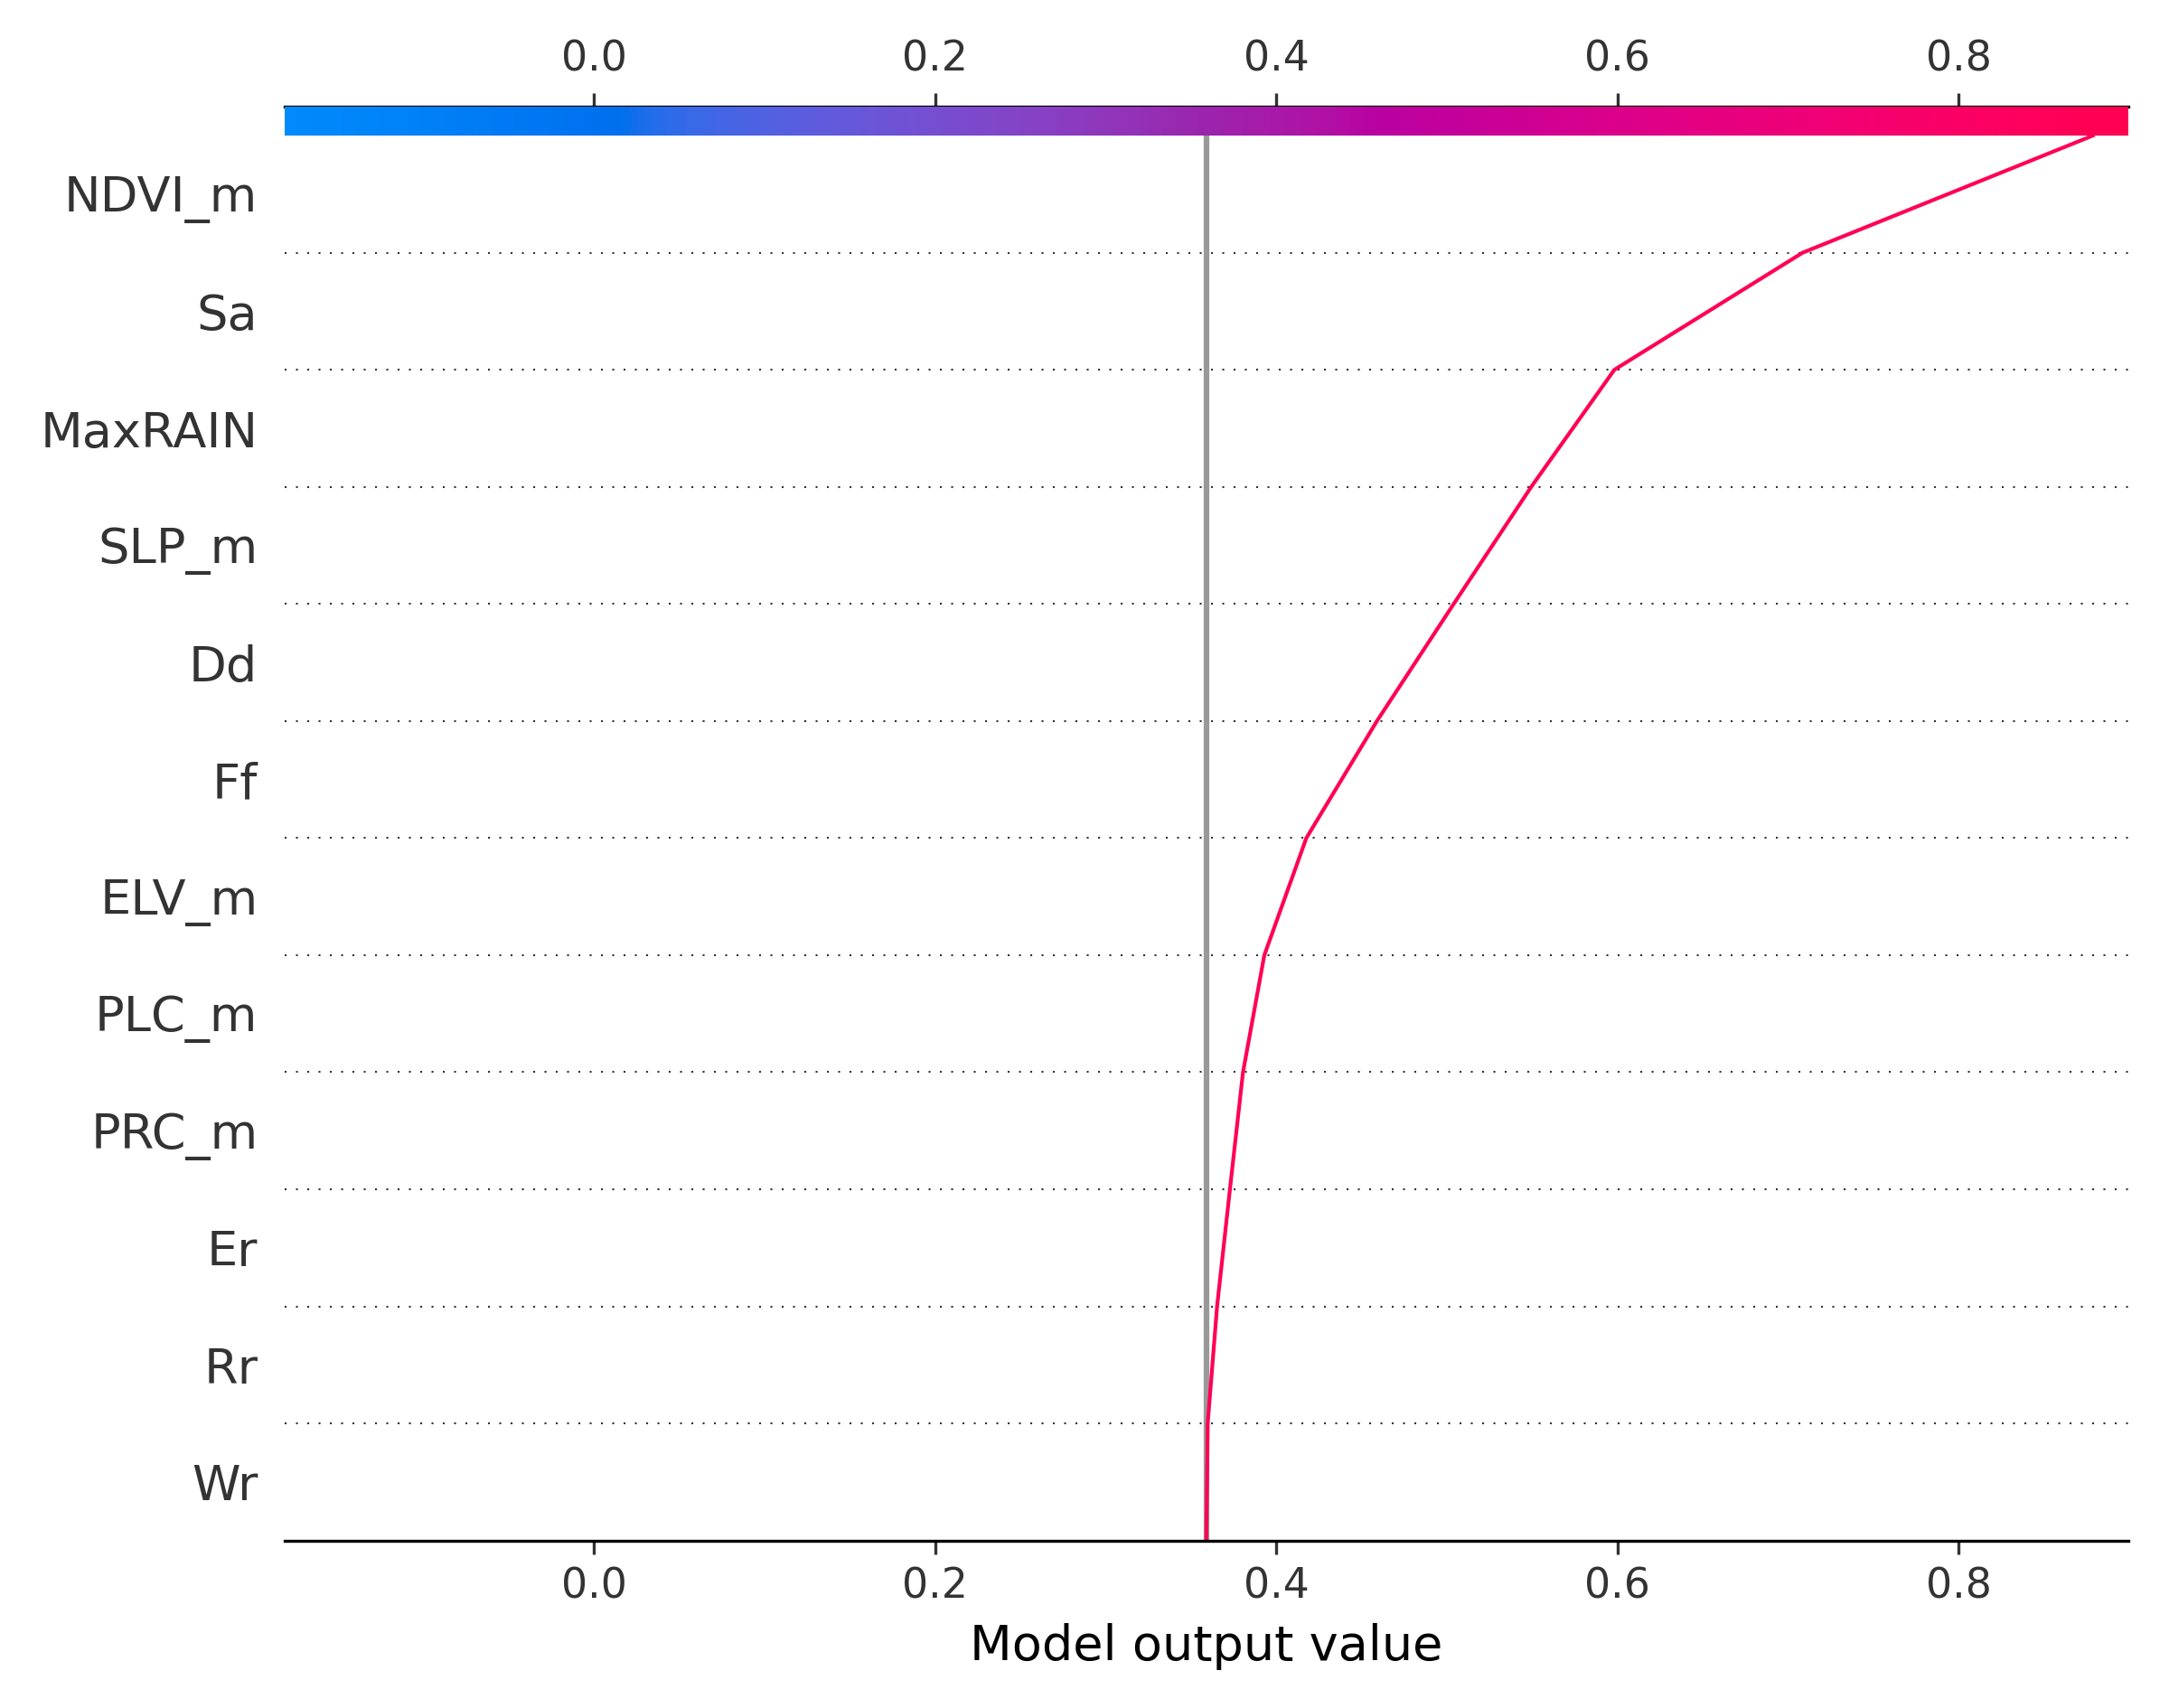 0.0 0.2 0.4 0.6 0.8
NDVI_m
Sa
MaxRAIN
SLP_m
Dd
Ff
ELV_m
PLC_m
PRC_m
Er
Rr
Wr
0.0 0.2 0.4 0.6 0.8
Model output value